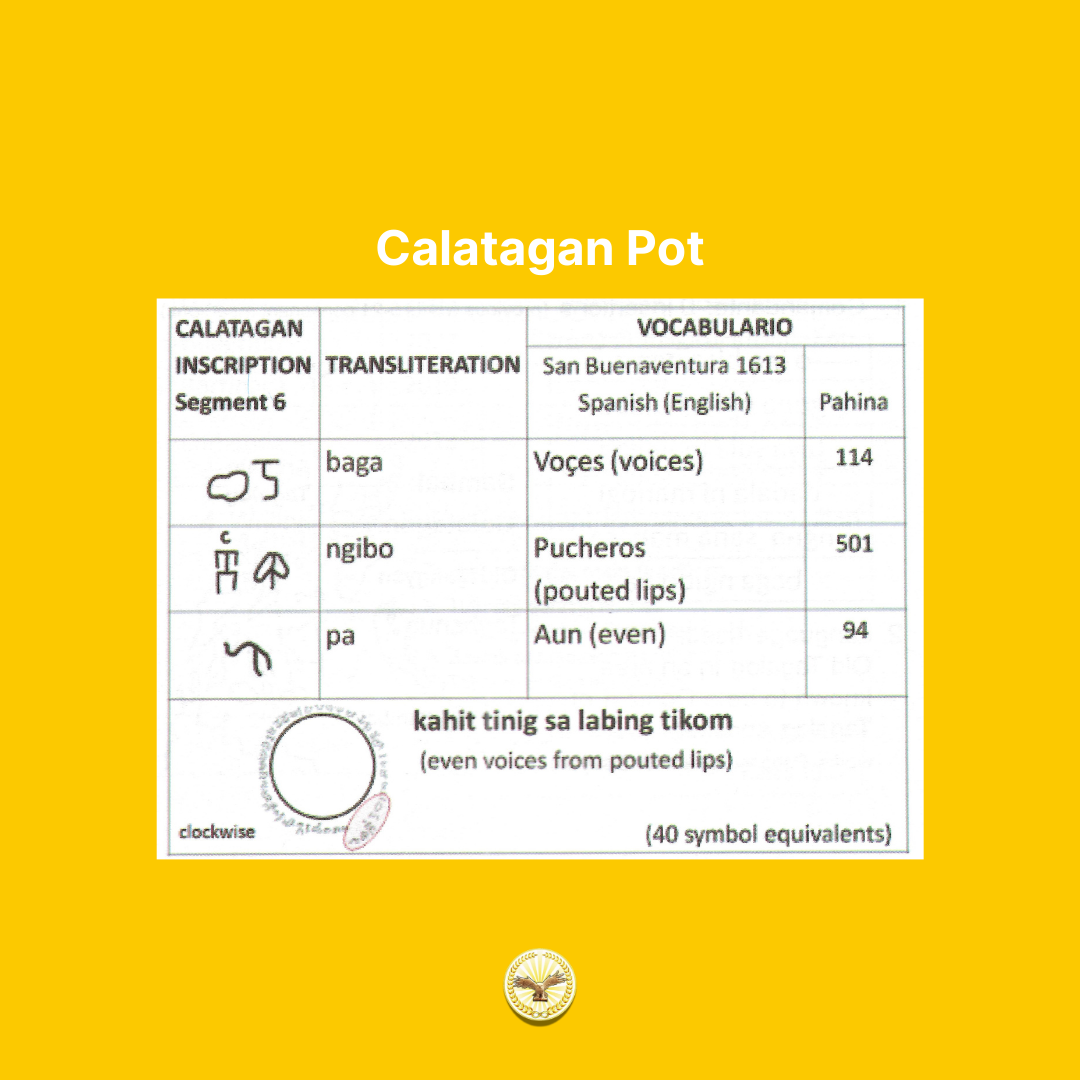 Calatagan Pot
CALATAGAN INSCRIPTION Segment 6
TRANSLITERATION
VOCABULARIO
San Buenaventura 1613
Spanish (English)
Pahina
baga
Voçes (voices)
114
ngibo
Pucheros
(pouted lips)
501
pa
Aun (even)
94
kahit tinig sa labing tikom
(even voices from pouted lips)
clockwise
(40 symbol equivalents)